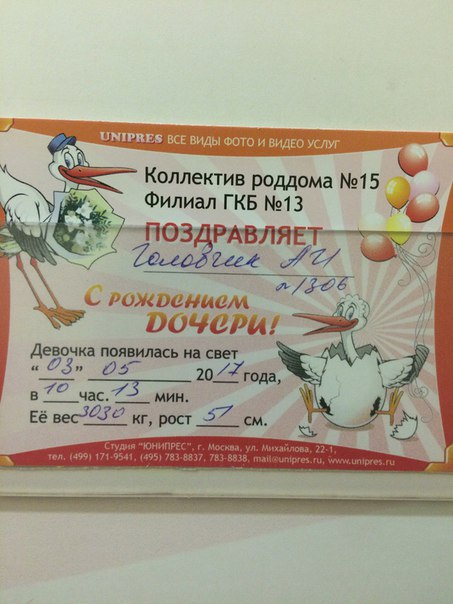 UNIPRES ВСЕ ВИДЫ ФОТО И ВИДЕО УСЛУГ
Коллектив роддома №15
Филиал ГКБ №13
ПОЗДРАВЛЯЕТ
Головчик А И
п/1306
С РОЖДЕНИЕМ
ДОЧЕРИ!
Девочка появилась на свет
"03" 05 2017 года,
в 10 час. 13 мин.
Её вес 3030 кг, рост 51 см.
Студия "ЮНИПРЕС", г. Москва, ул. Михайлова, 22-1,
тел. (499) 171-9541, (495) 783-8837, 783-8838, mail@unipres.ru, www.unipres.ru